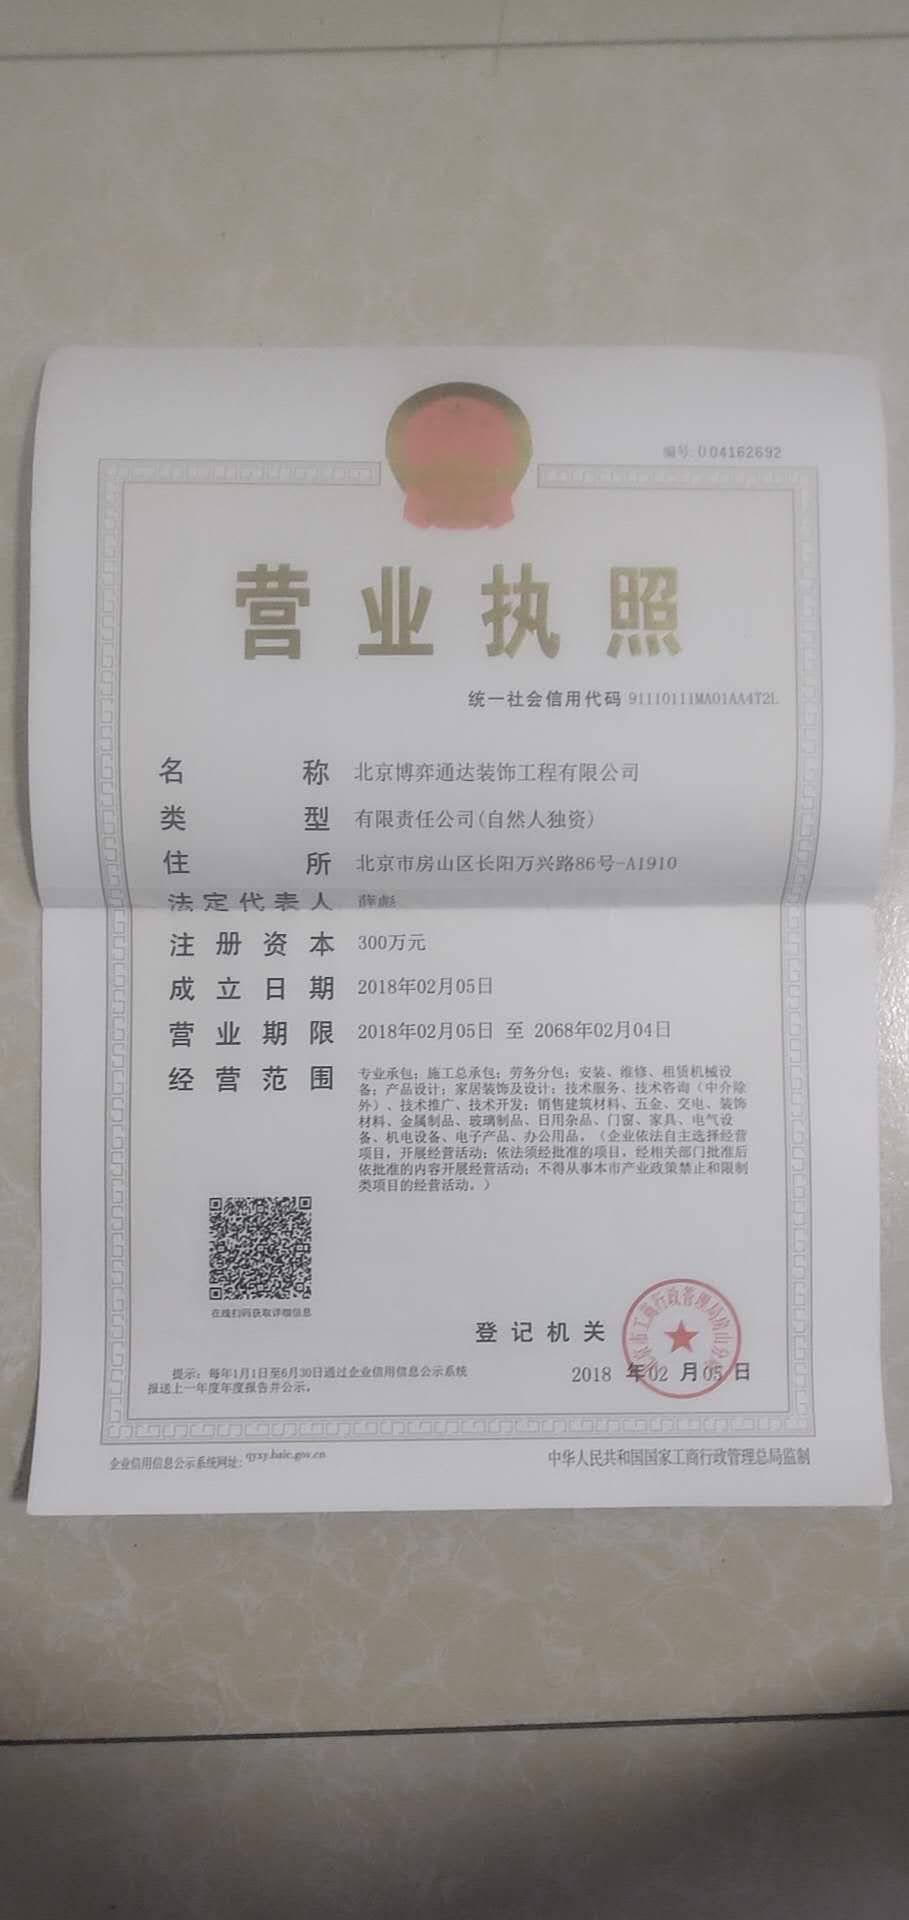 编号 0 04162692
营业执照
统一社会信用代码 91110111MA01AA4T2L
名称 北京博弈通达装饰工程有限公司
类型 有限责任公司(自然人独资)
住所 北京市房山区长阳万兴路86号-A1910
法定代表人 薛彪
注册资本 300万元
成立日期 2018年02月05日
营业期限 2018年02月05日 至 2068年02月04日
经营范围 专业承包；施工总承包；劳务分包；安装、维修、租赁机械设
备；产品设计；家居装饰及设计；技术服务、技术咨询（中介除
外）、技术推广、技术开发；销售建筑材料、五金、交电、装饰
材料、金属制品、玻璃制品、日用杂品、门窗、家具、电气设
备、机电设备、电子产品、办公用品。（企业依法自主选择经营
项目，开展经营活动；依法须经批准的项目，经相关部门批准后
依批准的内容开展经营活动；不得从事本市产业政策禁止和限制
类项目的经营活动。）
在线扫码获取详细信息
登记机关
北京市工商行政管理局房山分局
2018 年02 月05 日
提示：每年1月1日至6月30日通过企业信用信息公示系统
报送上一年度年度报告并公示。
企业信用信息公示系统网址：qyxy.baic.gov.cn
中华人民共和国国家工商行政管理总局监制